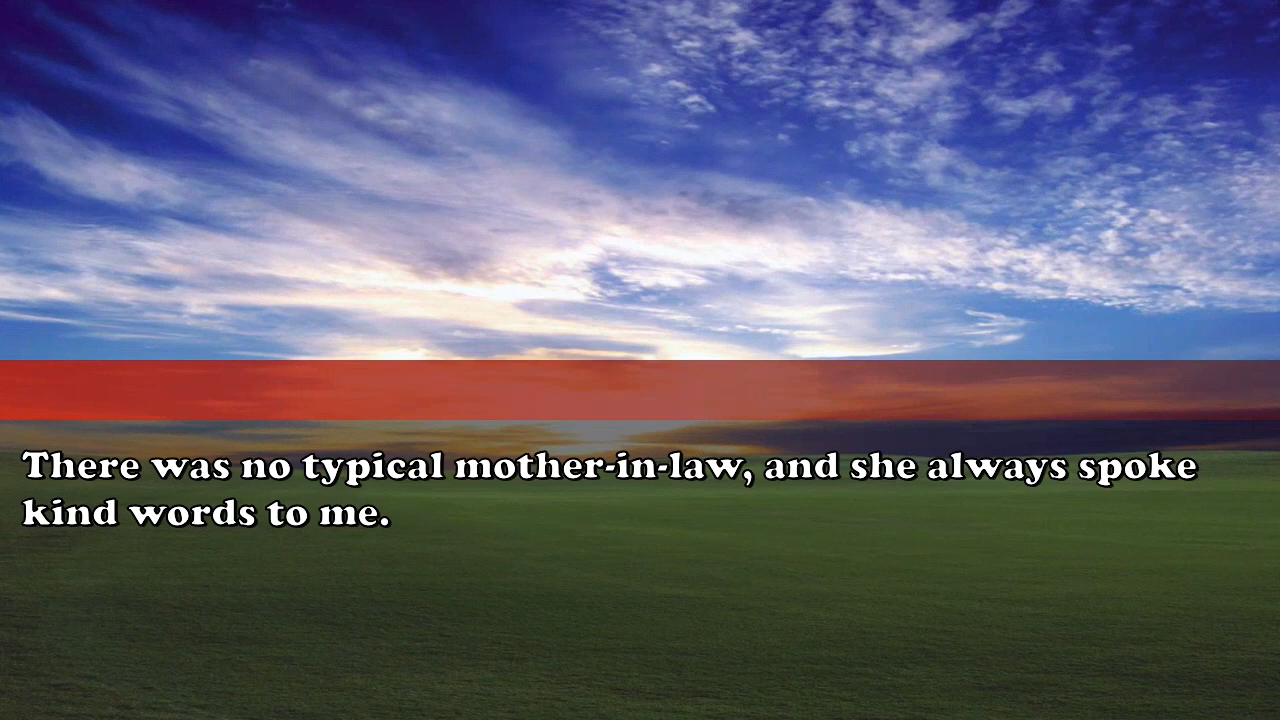 There was no typical mother-in-law, and she always spoke
kind words to me.